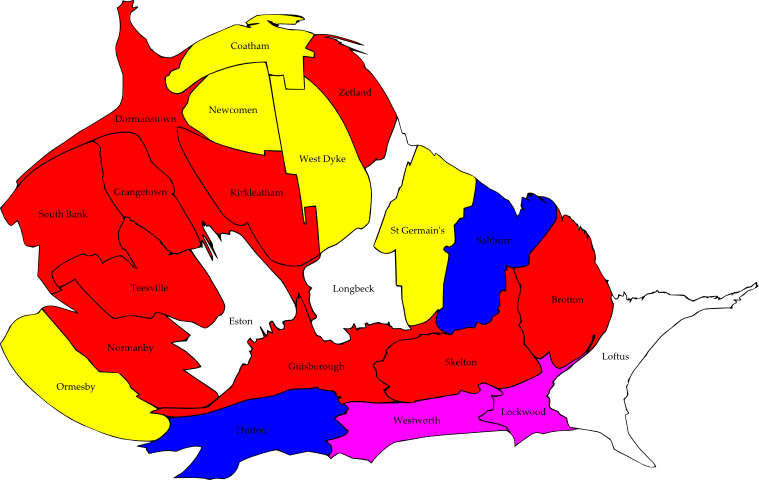 Coatham
Zetland
Newcomen
Dormanstown
West Dyke
Grangetown
Kirkleatham
South Bank
St Germain's
Saltburn
Teesville
Longbeck
Brotton
Eston
Normanby
Loftus
Skelton
Guisborough
Ormesby
Lockwood
Westworth
Hutton